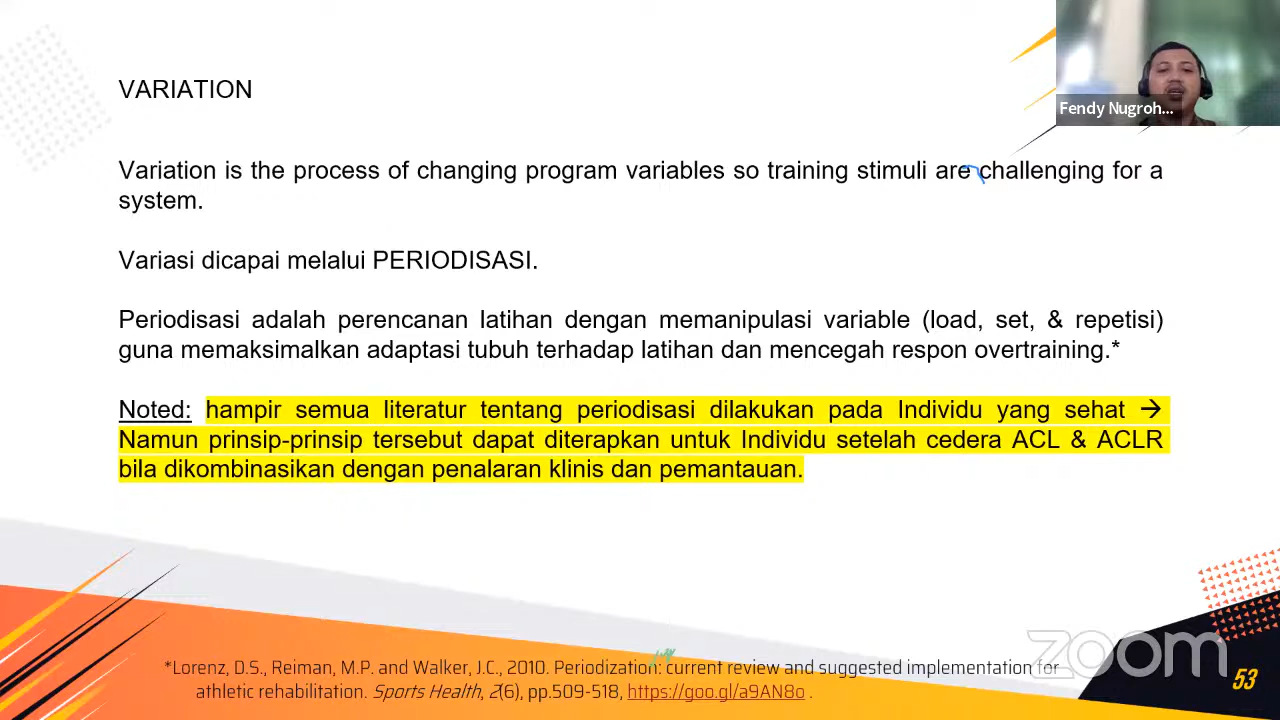 VARIATION
Fendy Nugroh...
Variation is the process of changing program variables so training stimuli are challenging for a
system.
Variasi dicapai melalui PERIODISASI.
Periodisasi adalah perencanan latihan dengan memanipulasi variable (load, set, & repetisi)
guna memaksimalkan adaptasi tubuh terhadap latihan dan mencegah respon overtraining.*
Noted: hampir semua literatur tentang periodisasi dilakukan pada Individu yang sehat →
Namun prinsip-prinsip tersebut dapat diterapkan untuk Individu setelah cedera ACL & ACLR
bila dikombinasikan dengan penalaran klinis dan pemantauan.
*Lorenz, D.S., Reiman, M.P. and Walker, J.C., 2010. Periodization: current review and suggested implementation for
athletic rehabilitation. Sports Health, 2(6), pp.509-518, https://goo.gl/a9AN8o .
zoom
53